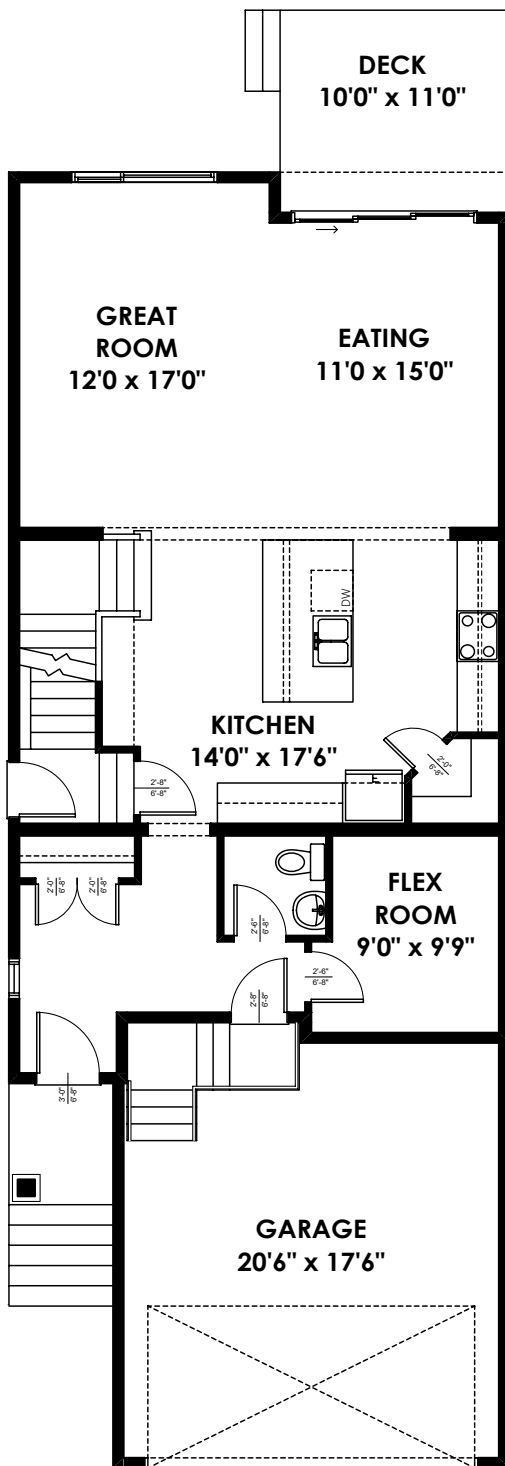 DECK
10'0" x 11'0"
GREAT
ROOM
12'0 x 17'0"
EATING
11'0 x 15'0"
DW
KITCHEN
14'0" x 17'6"
2'-8"
6'-8"
2'-0"
6'-8"
F
2'-0"
6'-8"
2'-0"
6'-8"
2'-6"
6'-8"
FLEX
ROOM
9'0" x 9'9"
2'-6"
6'-8"
2'-8"
6'-8"
3'-0"
6'-8"
GARAGE
20'6" x 17'6"